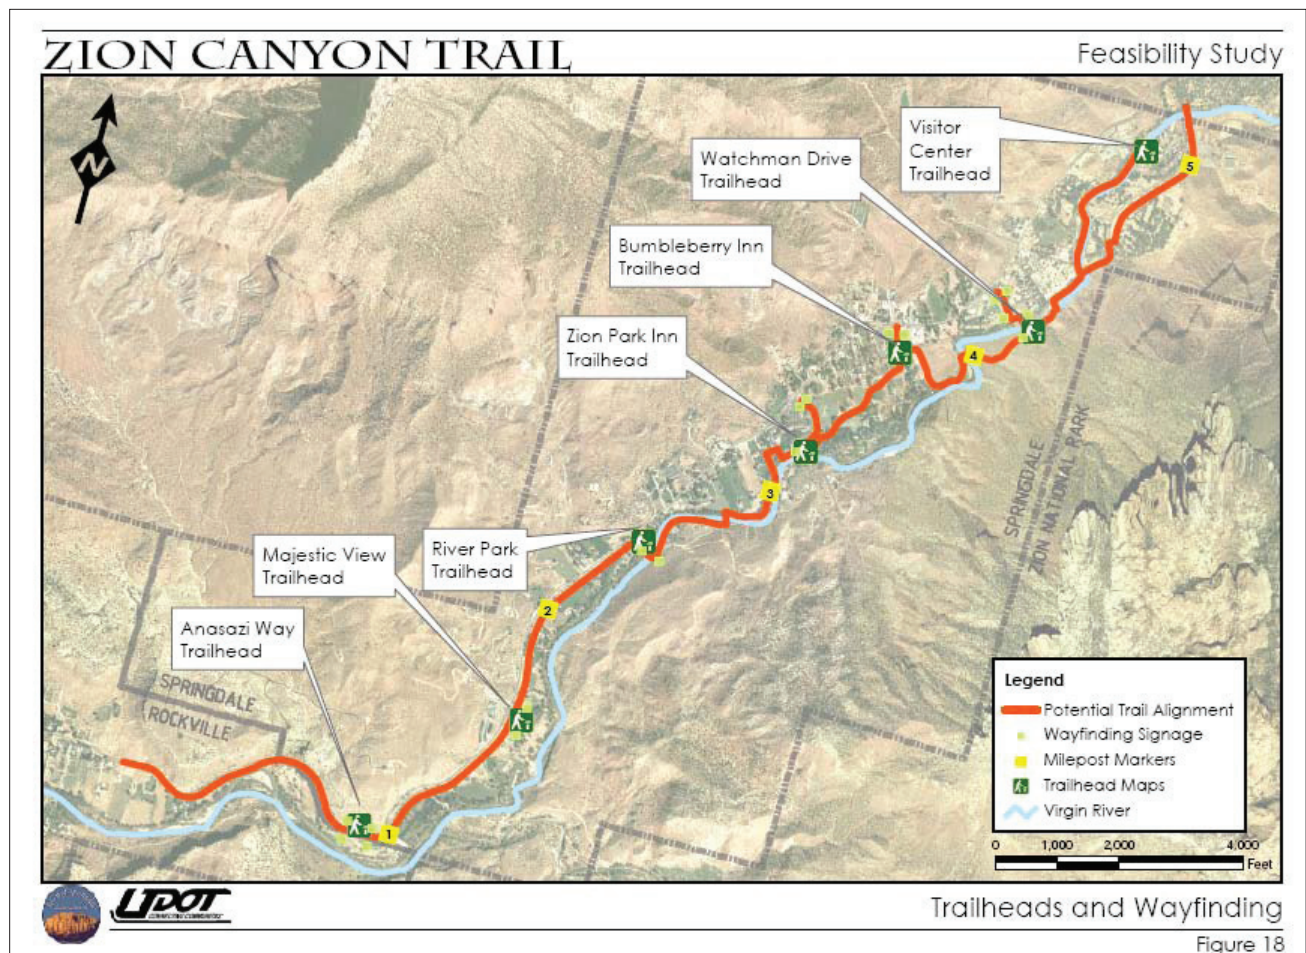 ZION CANYON TRAIL
Feasibility Study
N
Visitor
Center
Trailhead
Watchman Drive
Trailhead
5
Bumbleberry Inn
Trailhead
Zion Park Inn
Trailhead
4
SPRINGDALE
ZION NATIONAL PARK
3
River Park
Trailhead
Majestic View
Trailhead
2
Anasazi Way
Trailhead
SPRINGDALE
ROCKVILLE
1
Legend
Potential Trail Alignment
Wayfinding Signage
Milepost Markers
Trailhead Maps
Virgin River
0 1,000 2,000 4,000
Feet
UDOT
Trailheads and Wayfinding
Figure 18